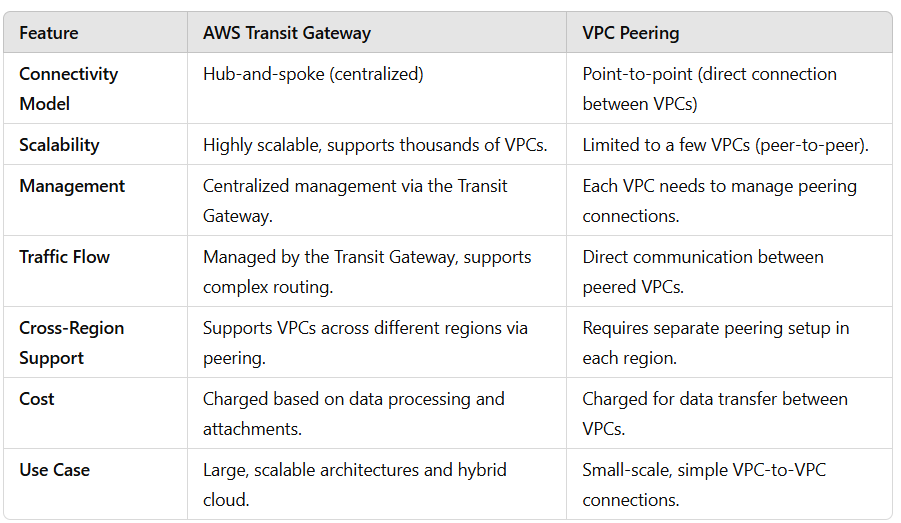 Feature AWS Transit Gateway VPC Peering
Connectivity Hub-and-spoke (centralized) Point-to-point (direct connection
Model between VPCs)
Scalability Highly scalable, supports thousands of VPCs. Limited to a few VPCs (peer-to-peer).
Management Centralized management via the Transit Each VPC needs to manage peering
Gateway. connections.
Traffic Flow Managed by the Transit Gateway, supports Direct communication between
complex routing. peered VPCs.
Cross-Region Supports VPCs across different regions via Requires separate peering setup in
Support peering. each region.
Cost Charged based on data processing and Charged for data transfer between
attachments. VPCs.
Use Case Large, scalable architectures and hybrid Small-scale, simple VPC-to-VPC
cloud. connections.